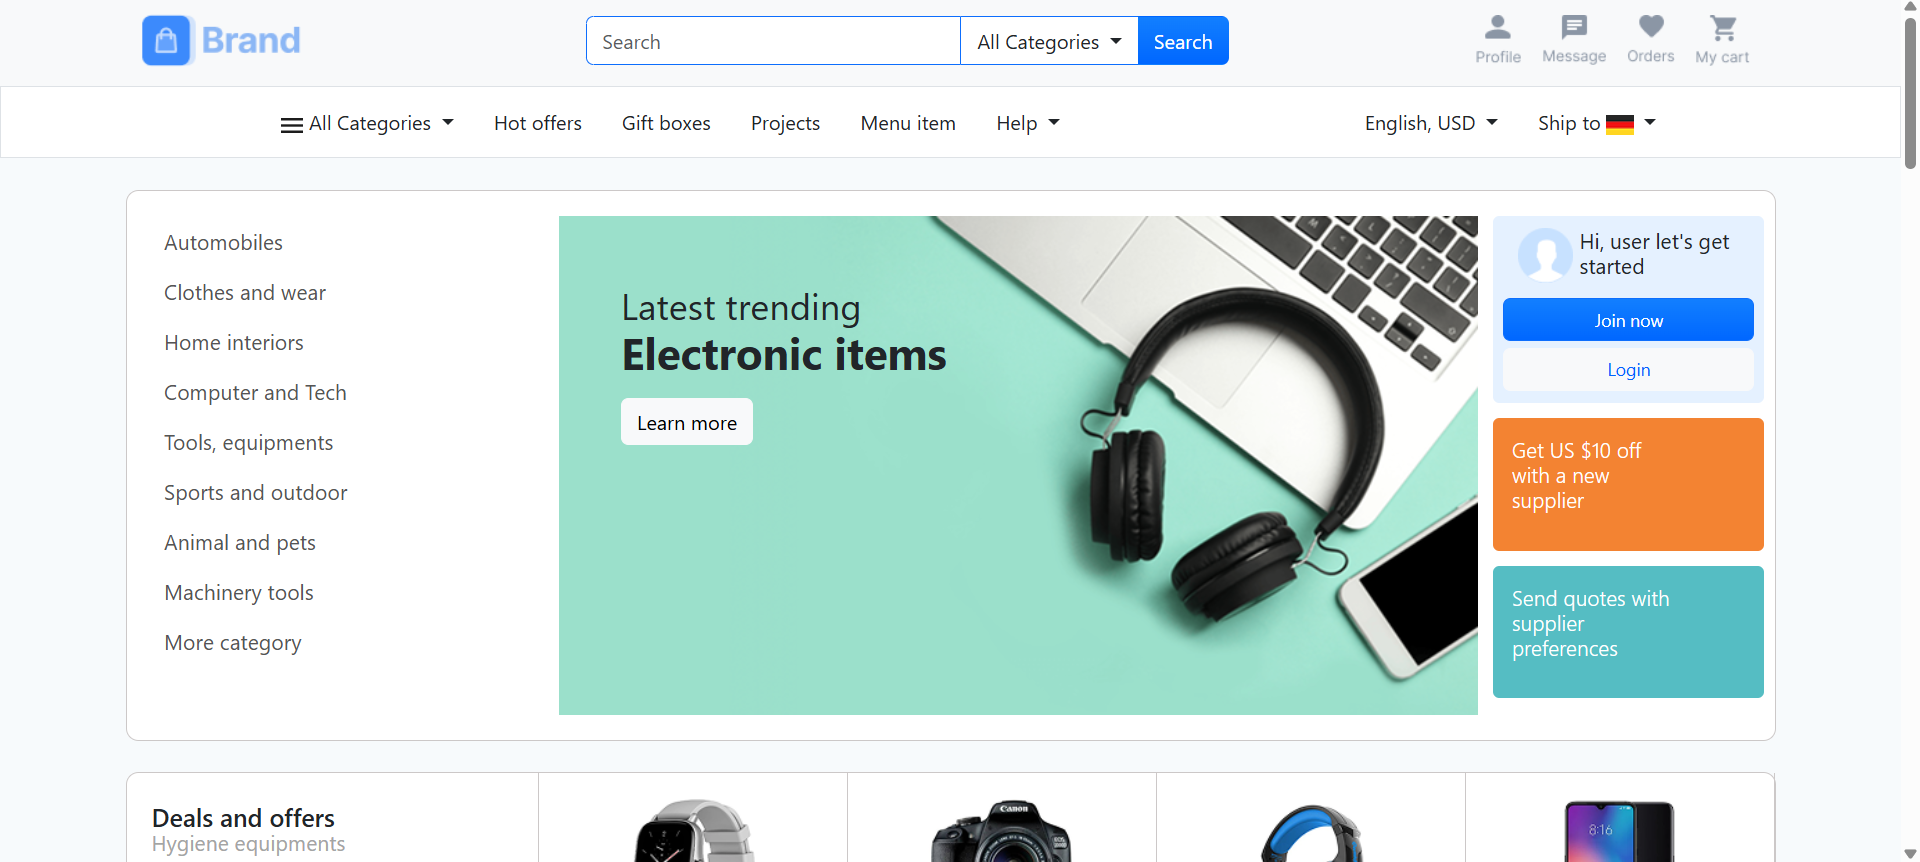 Brand
Search
All Categories
Search
Profile
Message
Orders
My cart
All Categories
Hot offers
Gift boxes
Projects
Menu item
Help
English, USD
Ship to
Automobiles
Clothes and wear
Home interiors
Computer and Tech
Tools, equipments
Sports and outdoor
Animal and pets
Machinery tools
More category
Latest trending
Electronic items
Learn more
Hi, user let's get
started
Join now
Login
Get US $10 off
with a new
supplier
Send quotes with
supplier
preferences
Deals and offers
Hygiene equipments
Canon
8:16